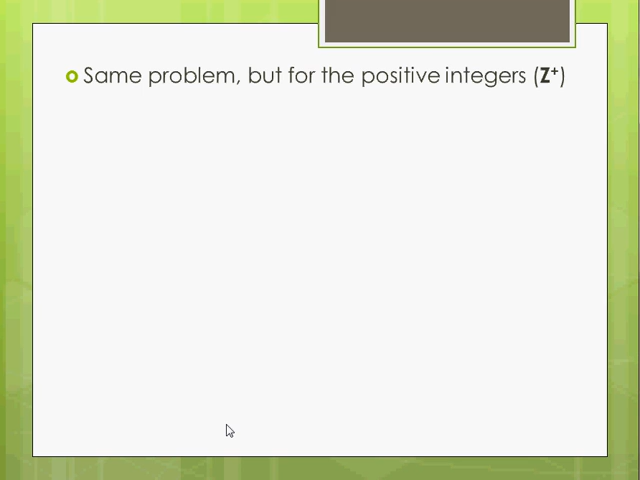 Same problem, but for the positive integers (Z⁺)